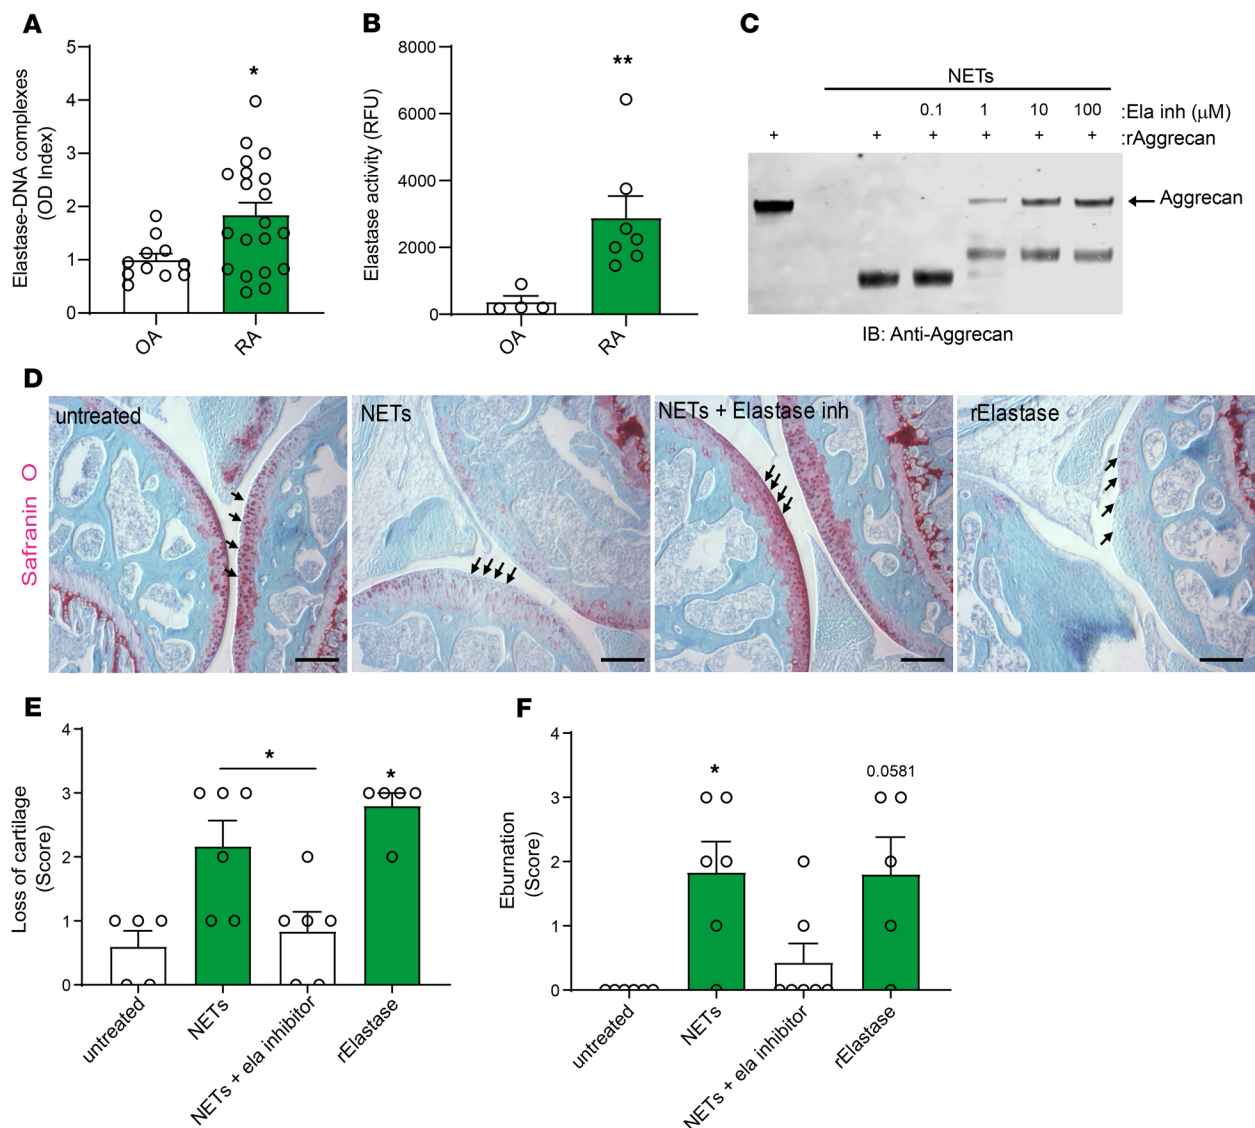 A
Elastase-DNA complexes
(OD Index)
5
4
3
2
1
0
*
OA
RA
B
Elastase activity (RFU)
8000
6000
4000
2000
0
**
OA
RA
C
NETs
0.1 1 10 100 :Ela inh (μM)
+ + + + + + :rAggrecan
Aggrecan
IB: Anti-Aggrecan
D
Safranin O
untreated
NETs
NETs + Elastase inh
rElastase
E
Loss of cartilage
(Score)
4
3
2
1
0
*
*
untreated
NETs
NETs + ela inhibitor
rElastase
F
Eburnation
(Score)
4
3
2
1
0
*
0.0581
untreated
NETs
NETs + ela inhibitor
rElastase